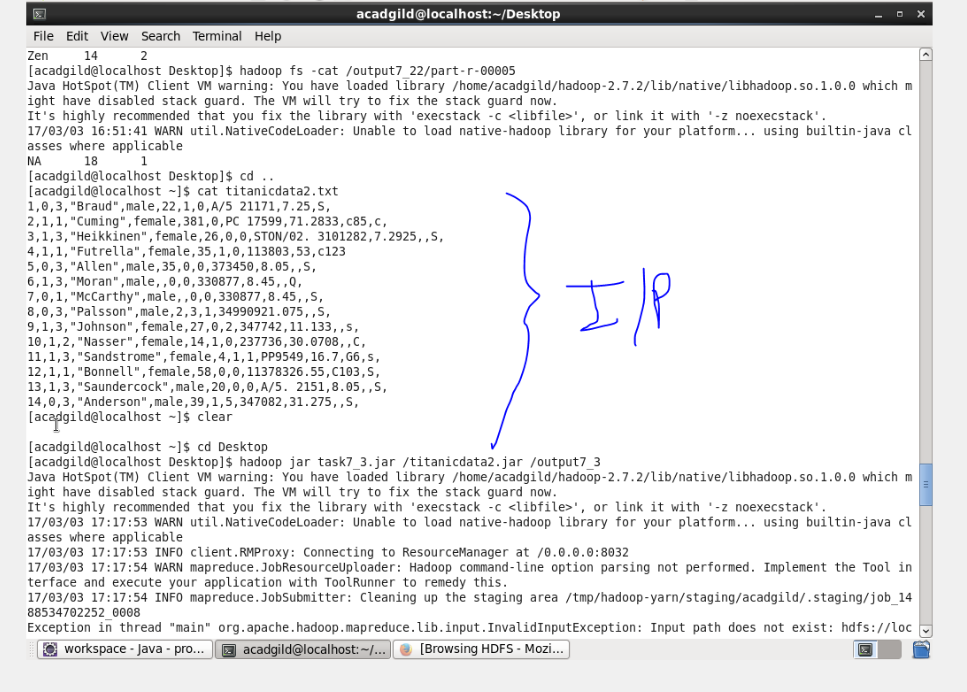 acadgild@localhost:~/Desktop
File Edit View Search Terminal Help
Zen 14 2
[acadgild@localhost Desktop]$ hadoop fs -cat /output7_22/part-r-00005
Java HotSpot(TM) Client VM warning: You have loaded library /home/acadgild/hadoop-2.7.2/lib/native/libhadoop.so.1.0.0 which m
ight have disabled stack guard. The VM will try to fix the stack guard now.
It's highly recommended that you fix the library with 'execstack -c <libfile>', or link it with '-z noexecstack'.
17/03/03 16:51:41 WARN util.NativeCodeLoader: Unable to load native-hadoop library for your platform... using builtin-java cl
asses where applicable
NA 18 1
[acadgild@localhost Desktop]$ cd ..
[acadgild@localhost ~]$ cat titanicdata2.txt
1,0,3,"Braud",male,22,1,0,A/5 21171,7.25,S,
2,1,1,"Cuming",female,381,0,PC 17599,71.2833,c85,c,
3,1,3,"Heikkinen",female,26,0,0,STON/02. 3101282,7.2925,,S,
4,1,1,"Futrella",female,35,1,0,113803,53,c123
5,0,3,"Allen",male,35,0,0,373450,8.05,,S,
6,1,3,"Moran",male,,0,0,330877,8.45,,Q,
7,0,1,"McCarthy",male,,0,0,330877,8.45,,S,
8,0,3,"Palsson",male,2,3,1,34990921.075,,S,
9,1,3,"Johnson",female,27,0,2,347742,11.133,,s,
10,1,2,"Nasser",female,14,1,0,237736,30.0708,,C,
11,1,3,"Sandstrome",female,4,1,1,PP9549,16.7,G6,s,
12,1,1,"Bonnell",female,58,0,0,11378326.55,C103,S,
13,1,3,"Saundercock",male,20,0,0,A/5. 2151,8.05,,S,
14,0,3,"Anderson",male,39,1,5,347082,31.275,,S,
I/P
[acadgild@localhost ~]$ clear
[acadgild@localhost ~]$ cd Desktop
[acadgild@localhost Desktop]$ hadoop jar task7_3.jar /titanicdata2.jar /output7_3
Java HotSpot(TM) Client VM warning: You have loaded library /home/acadgild/hadoop-2.7.2/lib/native/libhadoop.so.1.0.0 which m
ight have disabled stack guard. The VM will try to fix the stack guard now.
It's highly recommended that you fix the library with 'execstack -c <libfile>', or link it with '-z noexecstack'.
17/03/03 17:17:53 WARN util.NativeCodeLoader: Unable to load native-hadoop library for your platform... using builtin-java cl
asses where applicable
17/03/03 17:17:53 INFO client.RMProxy: Connecting to ResourceManager at /0.0.0.0:8032
17/03/03 17:17:54 WARN mapreduce.JobResourceUploader: Hadoop command-line option parsing not performed. Implement the Tool in
terface and execute your application with ToolRunner to remedy this.
17/03/03 17:17:54 INFO mapreduce.JobSubmitter: Cleaning up the staging area /tmp/hadoop-yarn/staging/acadgild/.staging/job_14
88534702252_0008
Exception in thread "main" org.apache.hadoop.mapreduce.lib.input.InvalidInputException: Input path does not exist: hdfs://loc
workspace - Java - pro...
acadgild@localhost:~/...
[Browsing HDFS - Mozi...